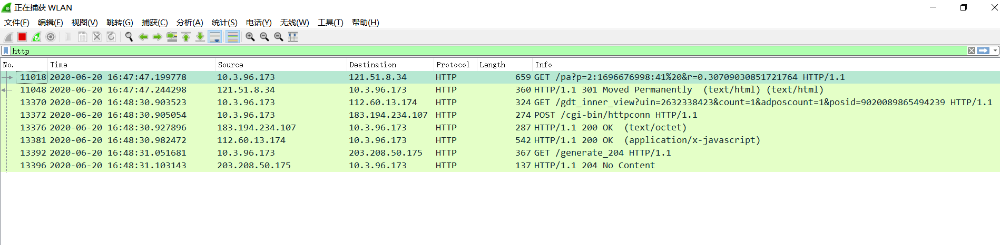 正在捕获 WLAN
文件(F) 编辑(E) 视图(V) 跳转(G) 捕获(C) 分析(A) 统计(S) 电话(Y) 无线(W) 工具(T) 帮助(H)
http
No. Time Source Destination Protocol Length Info
11018 2020-06-20 16:47:47.199778 10.3.96.173 121.51.8.34 HTTP 659 GET /pa?p=2:1696676998:41%20&r=0.30709030851721764 HTTP/1.1
11048 2020-06-20 16:47:47.244298 121.51.8.34 10.3.96.173 HTTP 360 HTTP/1.1 301 Moved Permanently  (text/html) (text/html)
13370 2020-06-20 16:48:30.903523 10.3.96.173 112.60.13.174 HTTP 324 GET /gdt_inner_view?uin=2632338423&count=1&adposcount=1&posid=9020089865494239 HTTP/1.1
13372 2020-06-20 16:48:30.905054 10.3.96.173 183.194.234.107 HTTP 274 POST /cgi-bin/httpconn HTTP/1.1
13376 2020-06-20 16:48:30.927896 183.194.234.107 10.3.96.173 HTTP 287 HTTP/1.1 200 OK  (text/octet)
13381 2020-06-20 16:48:30.982472 112.60.13.174 10.3.96.173 HTTP 542 HTTP/1.1 200 OK  (application/x-javascript)
13392 2020-06-20 16:48:31.051681 10.3.96.173 203.208.50.175 HTTP 367 GET /generate_204 HTTP/1.1
13396 2020-06-20 16:48:31.103143 203.208.50.175 10.3.96.173 HTTP 137 HTTP/1.1 204 No Content